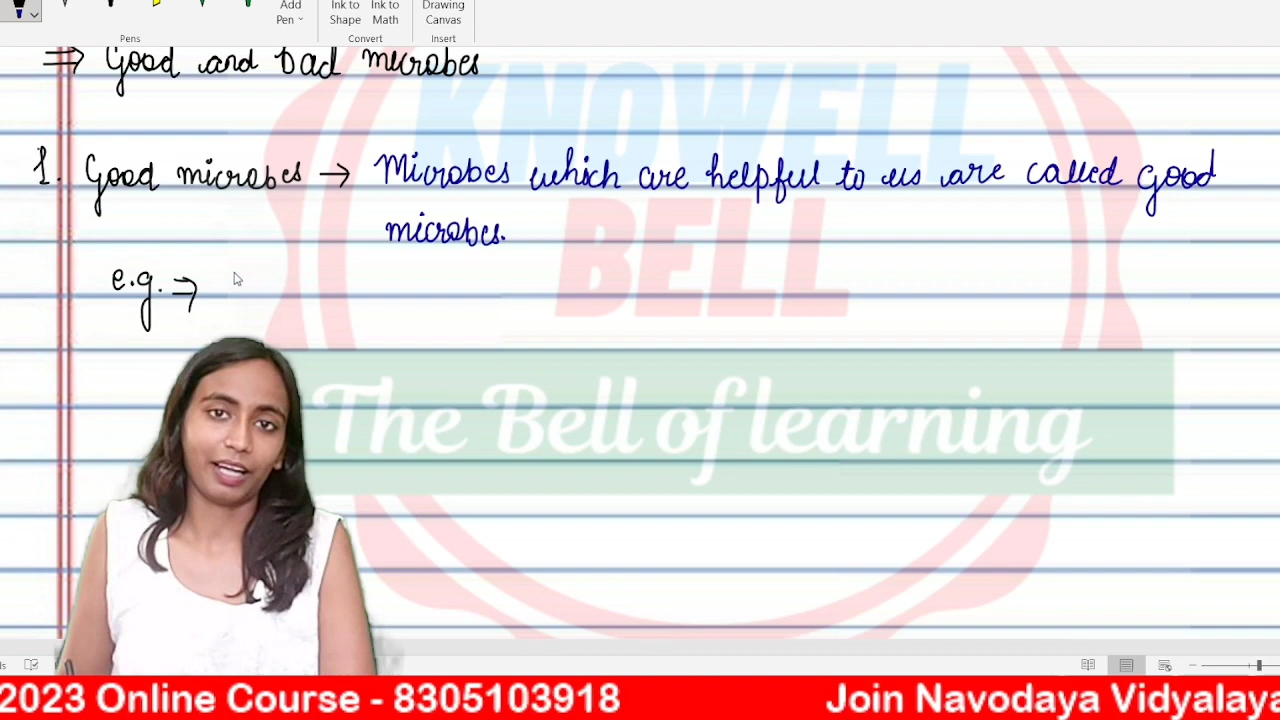 Add
Ink to
Ink to
Drawing
Pen
Shape
Math
Canvas
Pens
Convert
Insert
⇒ Good and bad microbes
KNOWELL
1. Good microbes → Microbes which are helpful to us are called good
microbes.
BELL
e.g. ⇒
The Bell of learning
2023 Online Course - 8305103918
Join Navodaya Vidyalaya